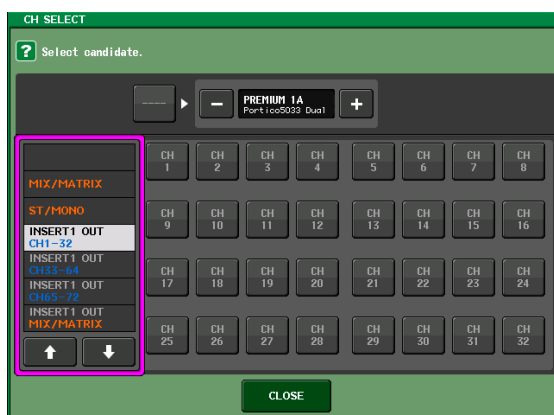 CH SELECT
? Select candidate.
----
−
PREMIUM 1A
Portico5033 Dual
+
MIX/MATRIX
ST/MONO
INSERT1 OUT
CH1-32
INSERT1 OUT
CH33-64
INSERT1 OUT
CH65-72
INSERT1 OUT
MIX/MATRIX
CH 1
CH 2
CH 3
CH 4
CH 5
CH 6
CH 7
CH 8
CH 9
CH 10
CH 11
CH 12
CH 13
CH 14
CH 15
CH 16
CH 17
CH 18
CH 19
CH 20
CH 21
CH 22
CH 23
CH 24
CH 25
CH 26
CH 27
CH 28
CH 29
CH 30
CH 31
CH 32
CLOSE